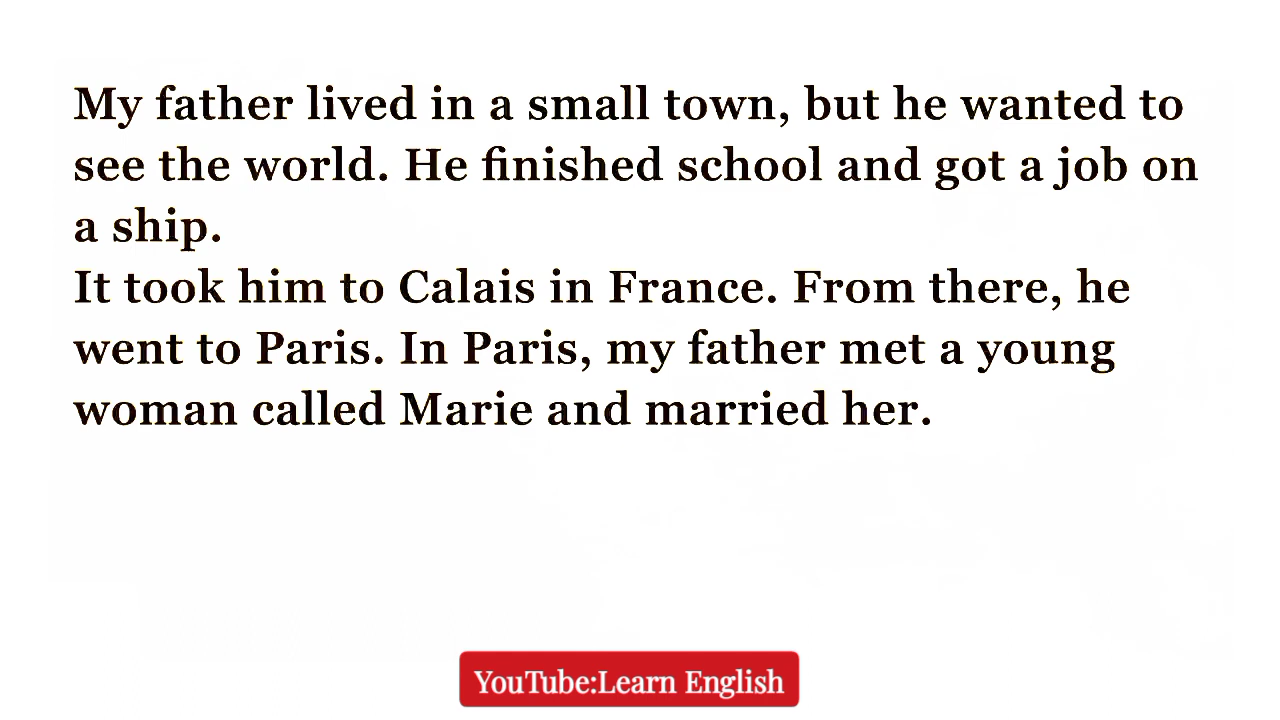 My father lived in a small town, but he wanted to
see the world. He finished school and got a job on
a ship.
It took him to Calais in France. From there, he
went to Paris. In Paris, my father met a young
woman called Marie and married her.
YouTube:Learn English